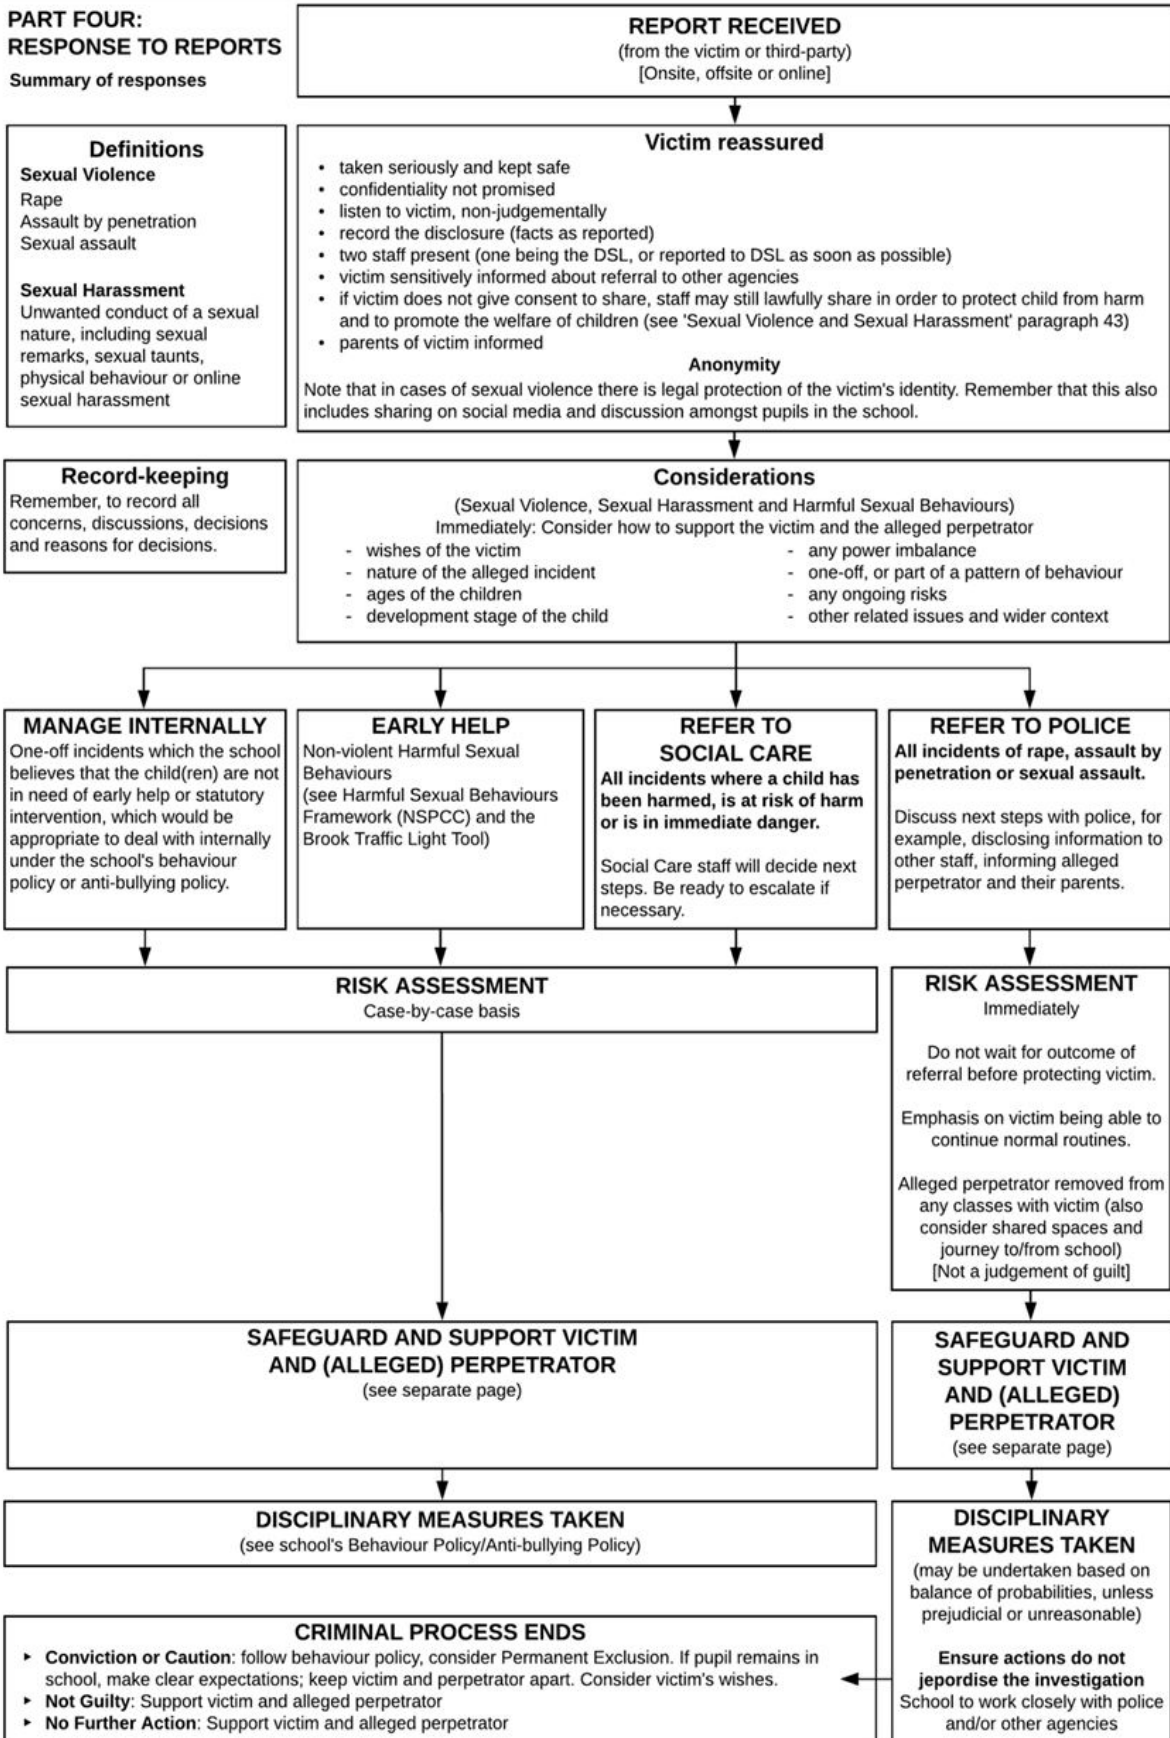 PART FOUR:
RESPONSE TO REPORTS
Summary of responses
REPORT RECEIVED
(from the victim or third-party)
[Onsite, offsite or online]
Definitions
Sexual Violence
Rape
Assault by penetration
Sexual assault
Sexual Harassment
Unwanted conduct of a sexual
nature, including sexual
remarks, sexual taunts,
physical behaviour or online
sexual harassment
Victim reassured
• taken seriously and kept safe
• confidentiality not promised
• listen to victim, non-judgementally
• record the disclosure (facts as reported)
• two staff present (one being the DSL, or reported to DSL as soon as possible)
• victim sensitively informed about referral to other agencies
• if victim does not give consent to share, staff may still lawfully share in order to protect child from harm
and to promote the welfare of children (see 'Sexual Violence and Sexual Harassment' paragraph 43)
• parents of victim informed
Anonymity
Note that in cases of sexual violence there is legal protection of the victim's identity. Remember that this also
includes sharing on social media and discussion amongst pupils in the school.
Record-keeping
Remember, to record all
concerns, discussions, decisions
and reasons for decisions.
Considerations
(Sexual Violence, Sexual Harassment and Harmful Sexual Behaviours)
Immediately: Consider how to support the victim and the alleged perpetrator
- wishes of the victim
- nature of the alleged incident
- ages of the children
- development stage of the child
- any power imbalance
- one-off, or part of a pattern of behaviour
- any ongoing risks
- other related issues and wider context
MANAGE INTERNALLY
One-off incidents which the school
believes that the child(ren) are not
in need of early help or statutory
intervention, which would be
appropriate to deal with internally
under the school's behaviour
policy or anti-bullying policy.
EARLY HELP
Non-violent Harmful Sexual
Behaviours
(see Harmful Sexual Behaviours
Framework (NSPCC) and the
Brook Traffic Light Tool)
REFER TO
SOCIAL CARE
All incidents where a child has
been harmed, is at risk of harm
or is in immediate danger.
Social Care staff will decide next
steps. Be ready to escalate if
necessary.
REFER TO POLICE
All incidents of rape, assault by
penetration or sexual assault.
Discuss next steps with police, for
example, disclosing information to
other staff, informing alleged
perpetrator and their parents.
RISK ASSESSMENT
Case-by-case basis
RISK ASSESSMENT
Immediately
Do not wait for outcome of
referral before protecting victim.
Emphasis on victim being able to
continue normal routines.
Alleged perpetrator removed from
any classes with victim (also
consider shared spaces and
journey to/from school)
[Not a judgement of guilt]
SAFEGUARD AND SUPPORT VICTIM
AND (ALLEGED) PERPETRATOR
(see separate page)
SAFEGUARD AND
SUPPORT VICTIM
AND (ALLEGED)
PERPETRATOR
(see separate page)
DISCIPLINARY MEASURES TAKEN
(see school's Behaviour Policy/Anti-bullying Policy)
DISCIPLINARY
MEASURES TAKEN
(may be undertaken based on
balance of probabilities, unless
prejudicial or unreasonable)
Ensure actions do not
jepordise the investigation
School to work closely with police
and/or other agencies
CRIMINAL PROCESS ENDS
▸ Conviction or Caution: follow behaviour policy, consider Permanent Exclusion. If pupil remains in
school, make clear expectations; keep victim and perpetrator apart. Consider victim's wishes.
▸ Not Guilty: Support victim and alleged perpetrator
▸ No Further Action: Support victim and alleged perpetrator